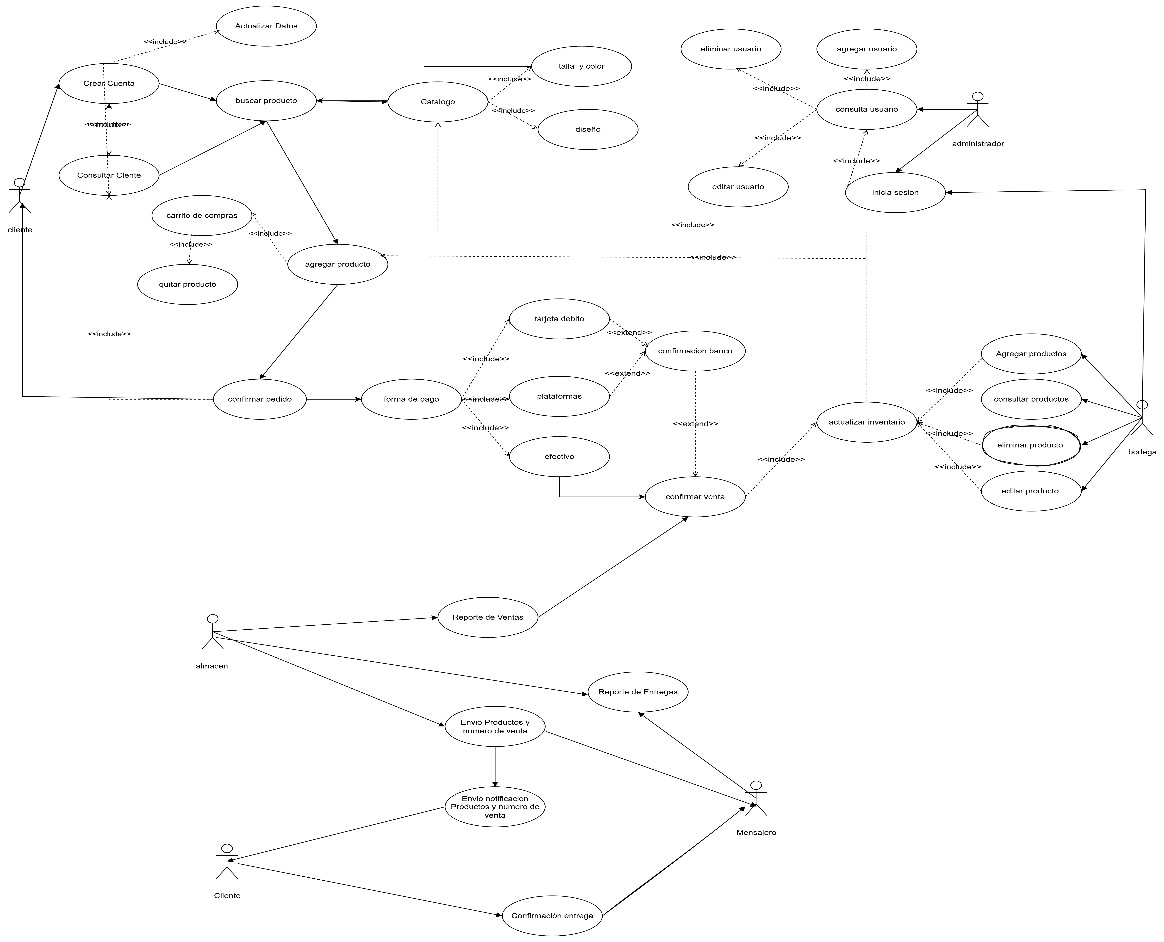 Actualizar Datos
<<include>>
eliminar usuario
agregar usuario
talla y color
<<include>>
<<include>>
Crear Cuenta
<<include>>
buscar producto
Catalogo
<<include>>
consulta usuario
<<include>>
diseño
<<include>>
administrador
<<include>>
<<include>>
Consultar Cliente
editar usuario
inicia sesion
cliente
carrito de compras
<<include>>
<<include>>
<<include>>
<<include>>
agregar producto
quitar producto
<<include>>
tarjeta debito
<<extend>>
confirmacion banco
Agregar productos
<<include>>
<<extend>>
<<include>>
confirmar pedido
forma de pago
<<include>>
plataformas
consultar productos
<<extend>>
actualizar inventario
<<include>>
<<include>>
eliminar producto
bodega
efectivo
<<include>>
<<include>>
editar producto
confirmar venta
Reporte de Ventas
almacen
Reporte de Entregas
Envio Productos y
numero de venta
Envio notificacion
Productos y numero de
venta
Mensajero
Cliente
Confirmación entrega